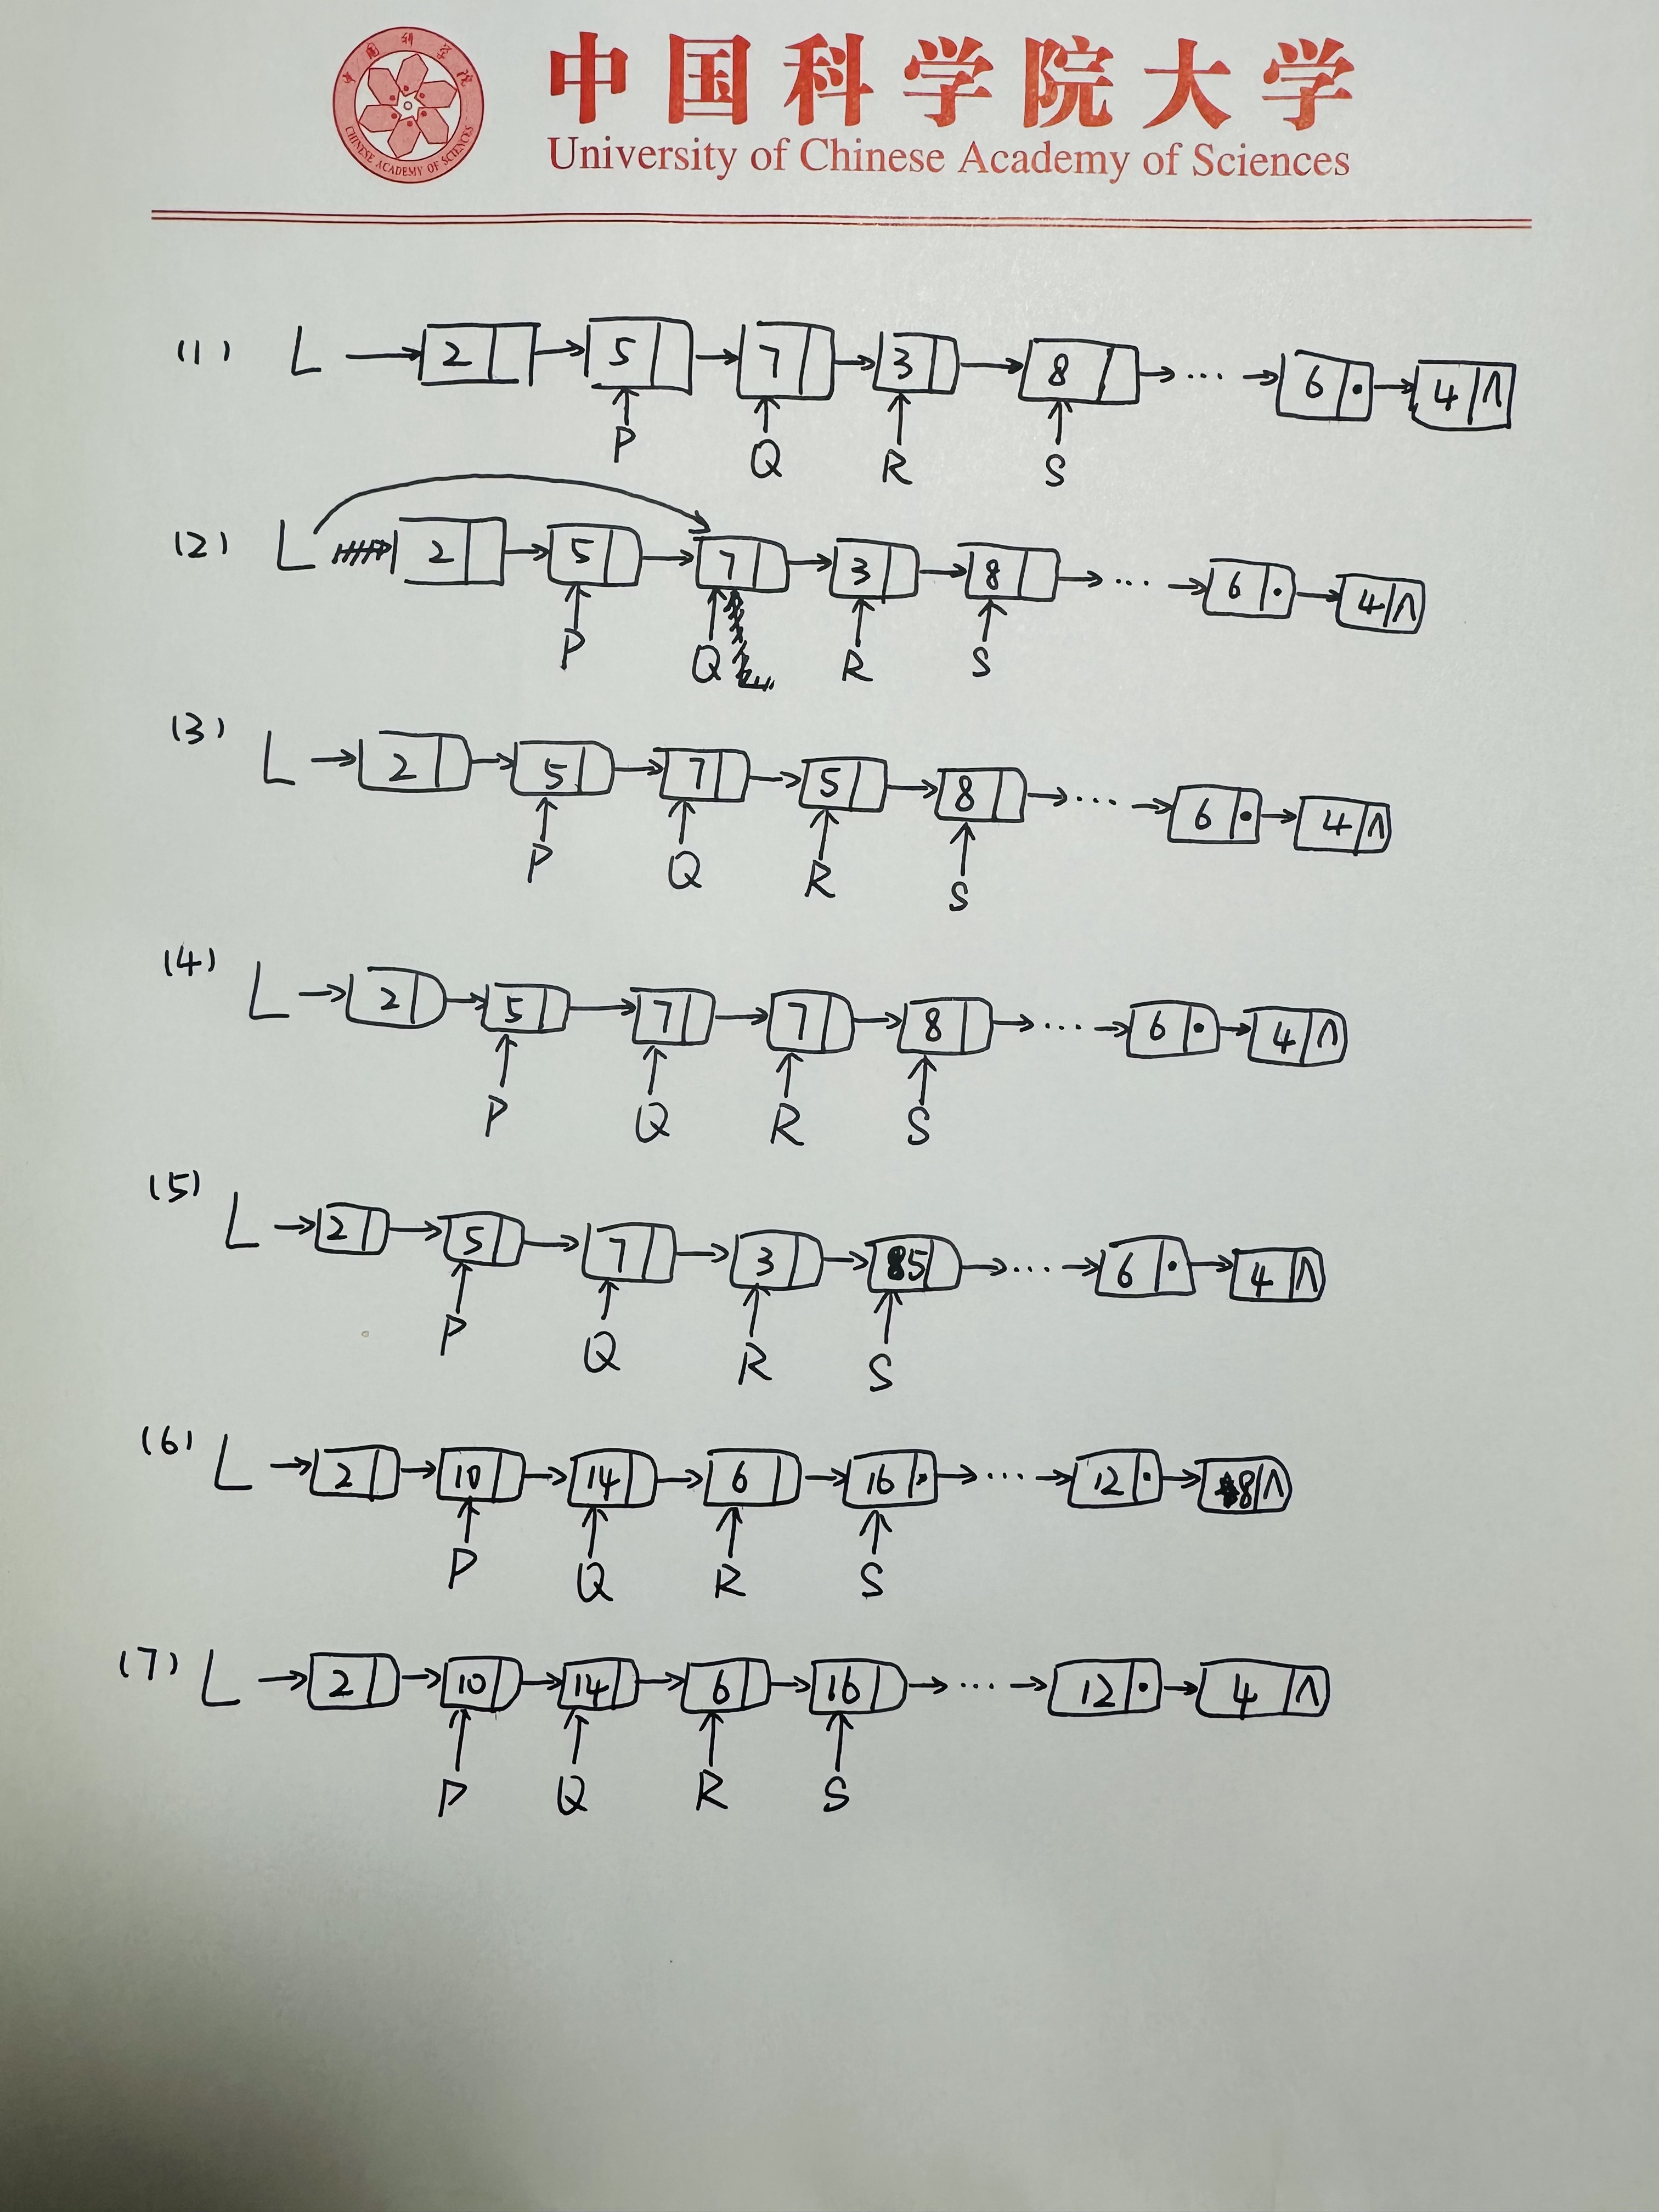 中国科学院大学
中国科学院
CHINESE ACADEMY OF SCIENCES
University of Chinese Academy of Sciences
(1) L → 2 → 5 → 7 → 3 → 8 → ... → 6 • → 4 ∧
P Q R S
(2) L 2 → 5 → 7 → 3 → 8 → ... → 6 • → 4 ∧
P Q R S
(3) L → 2 → 5 → 7 → 5 → 8 → ... → 6 • → 4 ∧
P Q R S
(4) L → 2 → 5 → 7 → 7 → 8 → ... → 6 • → 4 ∧
P Q R S
(5) L → 2 → 5 → 7 → 3 → 5 → ... → 6 • → 4 ∧
P Q R S
(6) L → 2 → 10 → 14 → 6 → 16 • → ... → 12 • → 8 ∧
P Q R S
(7) L → 2 → 10 → 14 → 6 → 16 → ... → 12 • → 4 ∧
P Q R S